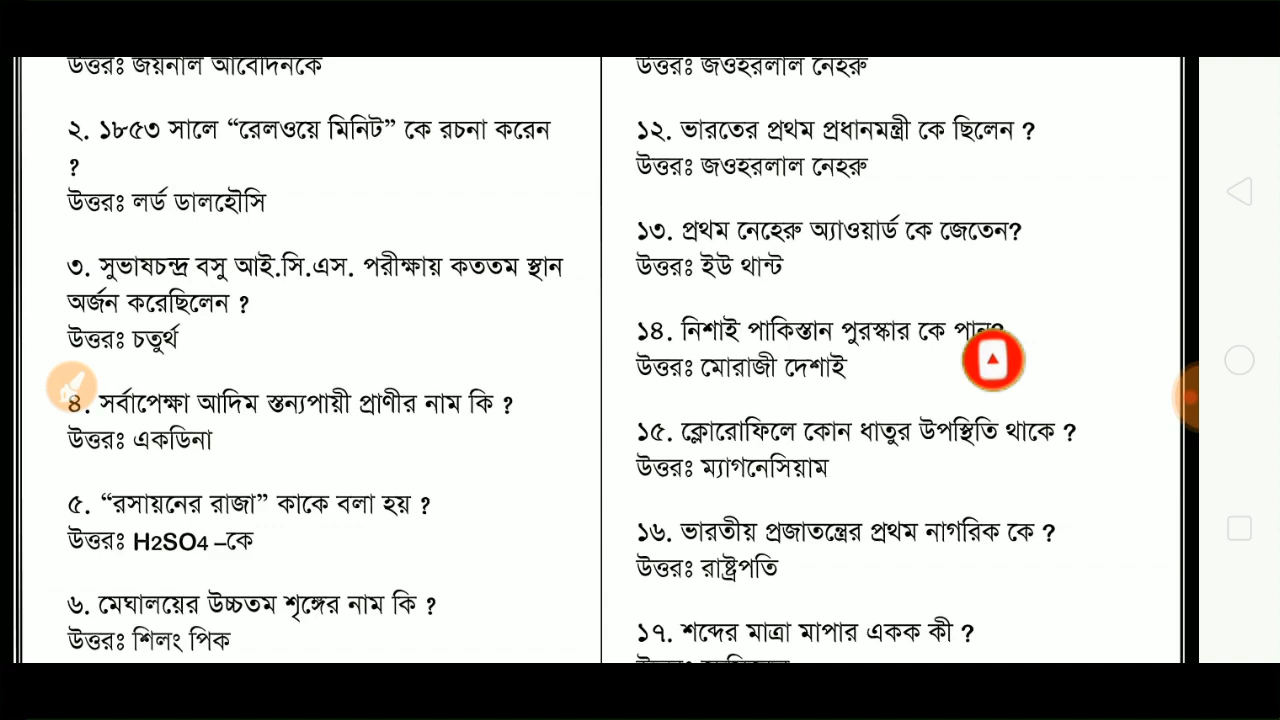 উত্তরঃ জয়নাল আবেদিনকে
২. ১৮৫৩ সালে “রেলওয়ে মিনিট” কে রচনা করেন
?
উত্তরঃ লর্ড ডালহৌসি
৩. সুভাষচন্দ্র বসু আই.সি.এস. পরীক্ষায় কততম স্থান
অর্জন করেছিলেন ?
উত্তরঃ চতুর্থ
৪. সর্বাপেক্ষা আদিম স্তন্যপায়ী প্রাণীর নাম কি ?
উত্তরঃ একডিনা
৫. “রসায়নের রাজা” কাকে বলা হয় ?
উত্তরঃ H2SO4 –কে
৬. মেঘালয়ের উচ্চতম শৃঙ্গের নাম কি ?
উত্তরঃ শিলং পিক
উত্তরঃ জওহরলাল নেহরু
১২. ভারতের প্রথম প্রধানমন্ত্রী কে ছিলেন ?
উত্তরঃ জওহরলাল নেহরু
১৩. প্রথম নেহেরু অ্যাওয়ার্ড কে জেতেন?
উত্তরঃ ইউ থান্ট
১৪. নিশাই পাকিস্তান পুরস্কার কে পান?
উত্তরঃ মোরাজী দেশাই
১৫. ক্লোরোফিলে কোন ধাতুর উপস্থিতি থাকে ?
উত্তরঃ ম্যাগনেসিয়াম
১৬. ভারতীয় প্রজাতন্ত্রের প্রথম নাগরিক কে ?
উত্তরঃ রাষ্ট্রপতি
১৭. শব্দের মাত্রা মাপার একক কী ?